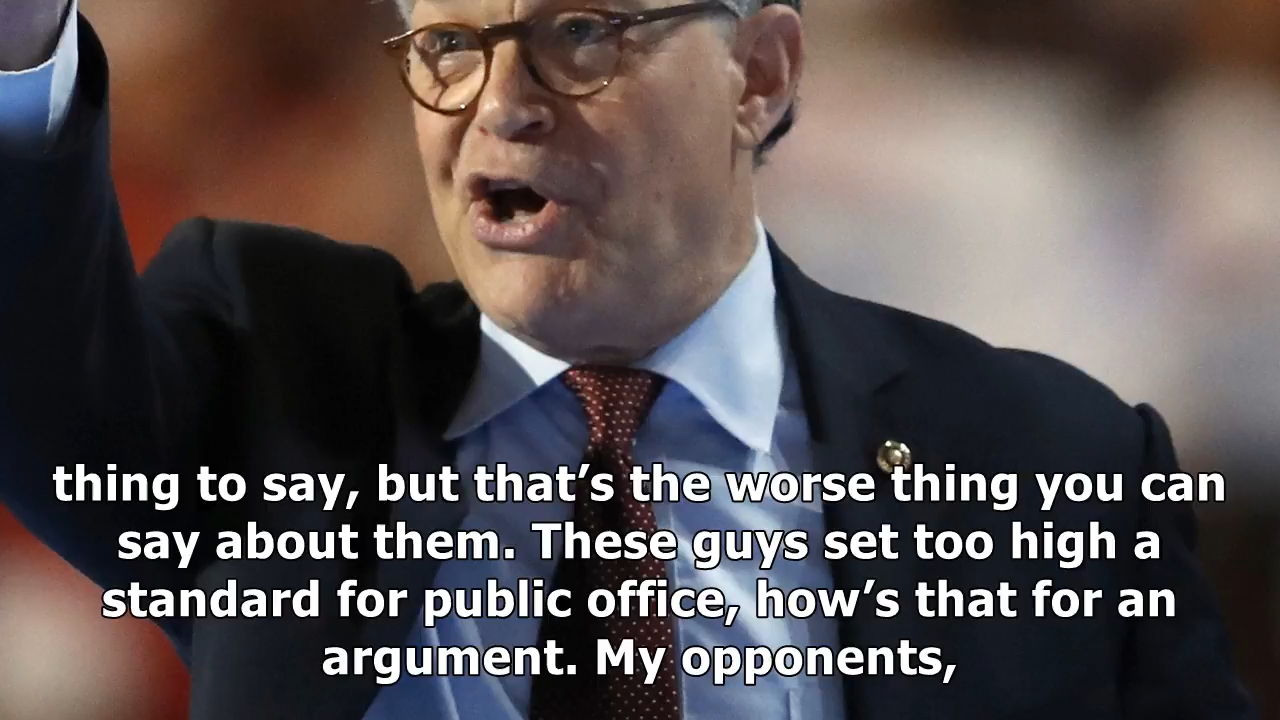 thing to say, but that’s the worse thing you can
say about them. These guys set too high a
standard for public office, how’s that for an
argument. My opponents,